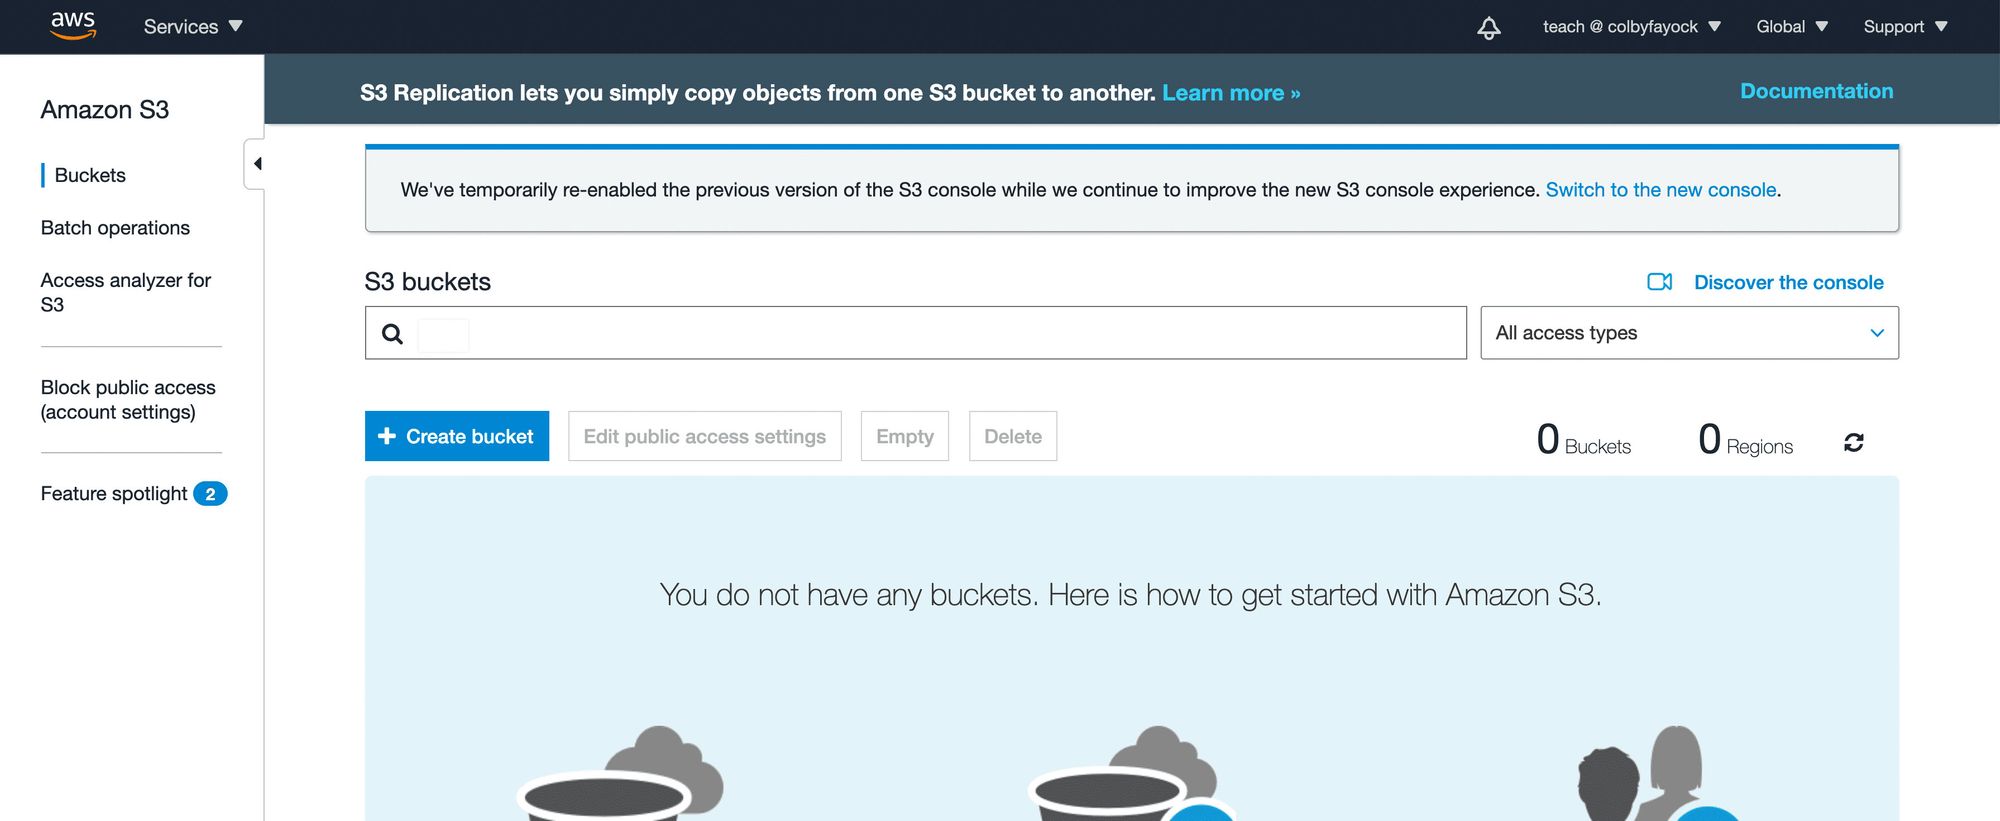 aws Services teach @ colbyfayock Global Support
S3 Replication lets you simply copy objects from one S3 bucket to another. Learn more » Documentation
Amazon S3
Buckets
Batch operations
Access analyzer for
S3
Block public access
(account settings)
Feature spotlight 2
We've temporarily re-enabled the previous version of the S3 console while we continue to improve the new S3 console experience. Switch to the new console.
S3 buckets Discover the console
All access types
Create bucket Edit public access settings Empty Delete 0 Buckets 0 Regions
You do not have any buckets. Here is how to get started with Amazon S3.